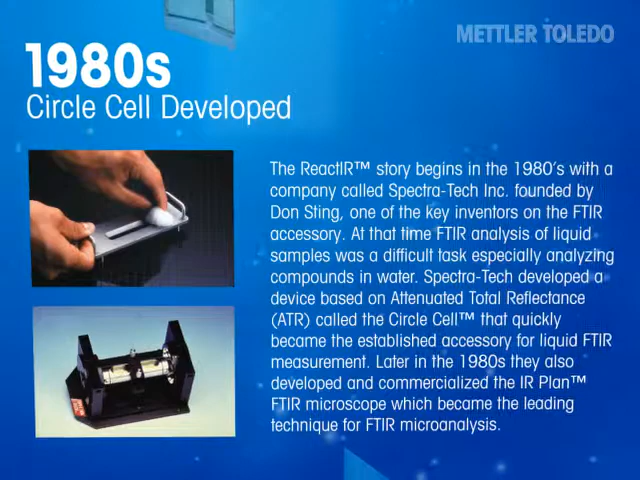 METTLER TOLEDO
1980s
Circle Cell Developed
The ReactIR™ story begins in the 1980's with a
company called Spectra-Tech Inc. founded by
Don Sting, one of the key inventors on the FTIR
accessory. At that time FTIR analysis of liquid
samples was a difficult task especially analyzing
compounds in water. Spectra-Tech developed a
device based on Attenuated Total Reflectance
(ATR) called the Circle Cell™ that quickly
became the established accessory for liquid FTIR
measurement. Later in the 1980s they also
developed and commercialized the IR Plan™
FTIR microscope which became the leading
technique for FTIR microanalysis.